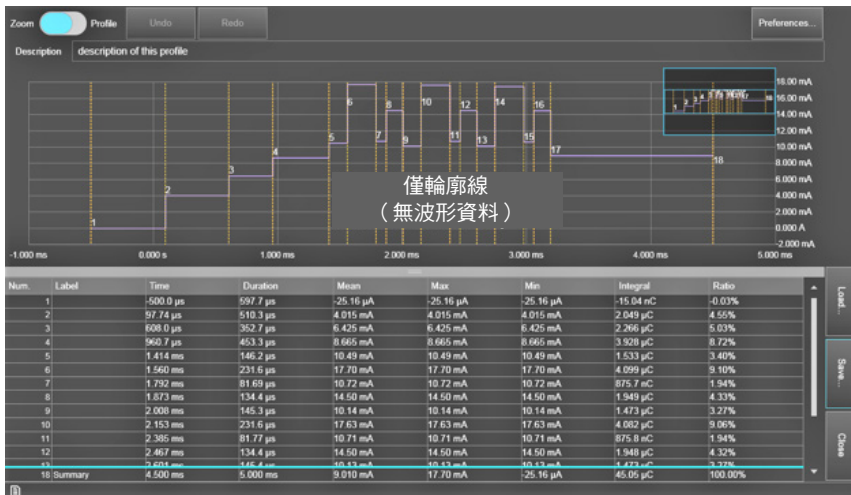 Zoom Profile Undo Redo Preferences...
Description description of this profile
18.00 mA
16.00 mA
14.00 mA
12.00 mA
10.00 mA
8.000 mA
6.000 mA
4.000 mA
2.000 mA
0.000 A
-2.000 mA
1 2 3 4 5 6 7 8 9 10 11 12 13 14 15 16 17 18
僅輪廓線
（無波形資料）
-1.000 ms 0.000 s 1.000 ms 2.000 ms 3.000 ms 4.000 ms 5.000 ms
Num. Label Time Duration Mean Max Min Integral Ratio
1 -500.0 µs 597.7 µs -25.16 µA -25.16 µA -25.16 µA -15.04 nC -0.03%
2 97.74 µs 510.3 µs 4.015 mA 4.015 mA 4.015 mA 2.049 µC 4.55%
3 608.0 µs 352.7 µs 6.425 mA 6.425 mA 6.425 mA 2.266 µC 5.03%
4 960.7 µs 453.3 µs 8.665 mA 8.665 mA 8.665 mA 3.928 µC 8.72%
5 1.414 ms 146.2 µs 10.49 mA 10.49 mA 10.49 mA 1.533 µC 3.40%
6 1.560 ms 231.6 µs 17.70 mA 17.70 mA 17.70 mA 4.099 µC 9.10%
7 1.792 ms 81.69 µs 10.72 mA 10.72 mA 10.72 mA 875.7 nC 1.94%
8 1.873 ms 134.4 µs 14.50 mA 14.50 mA 14.50 mA 1.949 µC 4.33%
9 2.008 ms 145.3 µs 10.14 mA 10.14 mA 10.14 mA 1.473 µC 3.27%
10 2.153 ms 231.6 µs 17.63 mA 17.63 mA 17.63 mA 4.082 µC 9.06%
11 2.385 ms 81.77 µs 10.71 mA 10.71 mA 10.71 mA 875.8 nC 1.94%
12 2.467 ms 134.4 µs 14.50 mA 14.50 mA 14.50 mA 1.948 µC 4.32%
18 Summary 4.500 ms 5.000 ms 9.010 mA 17.70 mA -25.16 µA 45.05 µC 100.00%
Load...
Save...
Close